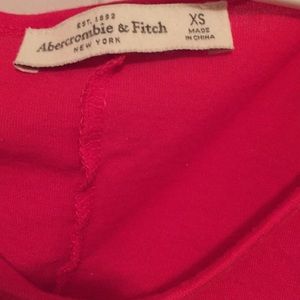 EST. 1892
Abercrombie & Fitch
NEW YORK
XS
MADE
IN CHINA